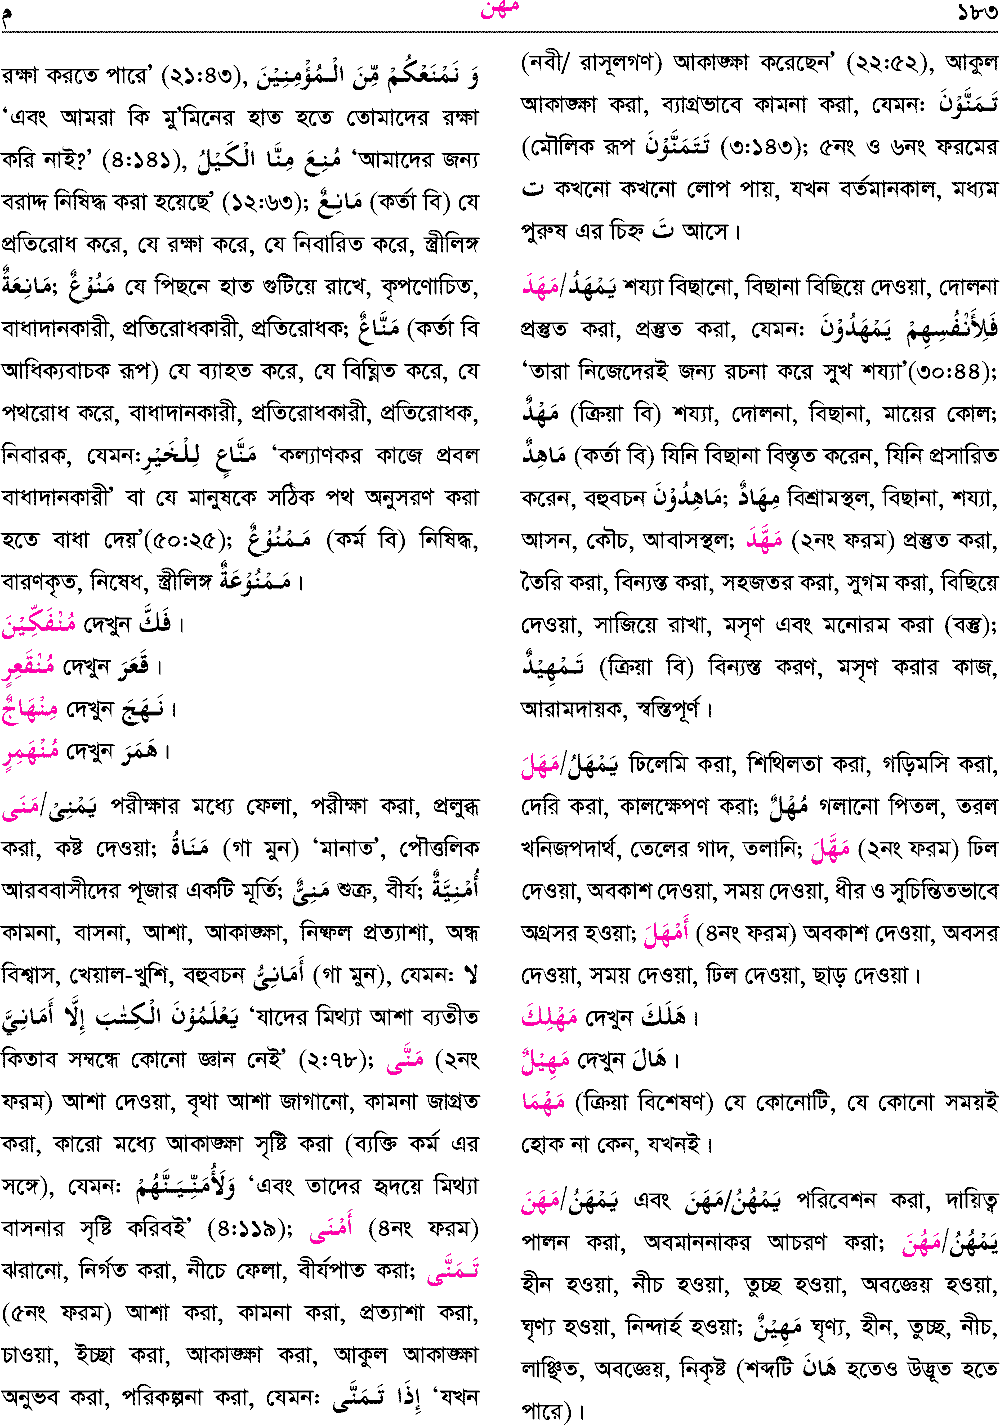 م مَهَنَ ১৮৩
রক্ষা করতে পারে’ (২১:৪৩), وَ نَمْنَعْكُمْ مِّنَ الْـمُؤْمِنِيْنَ
‘এবং আমরা কি মু’মিনের হাত হতে তোমাদের রক্ষা
করি নাই?’ (৪:১৪১), مُنِعَ مِنَّا الْكَيْلُ ‘আমাদের জন্য
বরাদ্দ নিষিদ্ধ করা হয়েছে’ (১২:৬৩); مَانِعٌ (কর্তা বি) যে
প্রতিরোধ করে, যে রক্ষা করে, যে নিবারিত করে, স্ত্রীলিঙ্গ
مَانِعَةٌ; مَنُوْعٌ যে পিছনে হাত গুটিয়ে রাখে, কৃপণোচিত,
বাধাদানকারী, প্রতিরোধকারী, প্রতিরোধক; مَنَّاعٌ (কর্তা বি
আধিক্যবাচক রূপ) যে ব্যাহত করে, যে বিঘ্নিত করে, যে
পথরোধ করে, বাধাদানকারী, প্রতিরোধকারী, প্রতিরোধক,
নিবারক, যেমন: مَنَّاعٍ لِلْخَيْرِ ‘কল্যাণকর কাজে প্রবল
বাধাদানকারী’ বা যে মানুষকে সঠিক পথ অনুসরণ করা
হতে বাধা দেয়’(৫০:২৫); مَـمْنُوْعٌ (কর্ম বি) নিষিদ্ধ,
বারণকৃত, নিষেধ, স্ত্রীলিঙ্গ مَـمْنُوْعَةٌ ।
مُنْفَكِّيْنَ দেখুন فَكَّ ।
مُنْقَعِرٍ দেখুন قَعَرَ ।
مِنْهَاجٌ দেখুন نَـهَجَ ।
مُنْهَمِرٍ দেখুন هَمَرَ ।
مَنَى/يَمْنِىْ পরীক্ষার মধ্যে ফেলা, পরীক্ষা করা, প্রলুব্ধ
করা, কষ্ট দেওয়া; مَنَاةُ (গা মুন) ‘মানাত’, পৌত্তলিক
আরববাসীদের পূজার একটি মূর্তি; مَنِىٌّ শুক্র, বীর্য; أُمْنِيَّةٌ
কামনা, বাসনা, আশা, আকাঙ্ক্ষা, নিষ্ফল প্রত্যাশা, অন্ধ
বিশ্বাস, খেয়াল-খুশি, বহুবচন أَمَانِىُّ (গা মুন), যেমন: لا
يَعْلَمُوْنَ الْـكِتٰبَ إِلَّا أَمَانِيَّ ‘যাদের মিথ্যা আশা ব্যতীত
কিতাব সম্বন্ধে কোনো জ্ঞান নেই’ (২:৭৮); مَنَّى (২নং
ফরম) আশা দেওয়া, বৃথা আশা জাগানো, কামনা জাগ্রত
করা, কারো মধ্যে আকাঙ্ক্ষা সৃষ্টি করা (ব্যক্তি কর্ম এর
সঙ্গে), যেমন: وَلَأُمَنِّيَـنَّهُمْ ‘এবং তাদের হৃদয়ে মিথ্যা
বাসনার সৃষ্টি করিবই’ (৪:১১৯); أَمْنَى (৪নং ফরম)
ঝরানো, নির্গত করা, নীচে ফেলা, বীর্যপাত করা; تَـمَنَّى
(৫নং ফরম) আশা করা, কামনা করা, প্রত্যাশা করা,
চাওয়া, ইচ্ছা করা, আকাঙ্ক্ষা করা, আকুল আকাঙ্ক্ষা
অনুভব করা, পরিকল্পনা করা, যেমন: إِذَا تَـمَنَّى ‘যখন
(নবী/ রাসূলগণ) আকাঙ্ক্ষা করেছেন’ (২২:৫২), আকুল
আকাঙ্ক্ষা করা, ব্যাগ্রভাবে কামনা করা, যেমন: تَـمَنَّوْنَ
(মৌলিক রূপ تَتَمَنَّوْنَ (৩:১৪৩); ৫নং ও ৬নং ফরমের
ت কখনো কখনো লোপ পায়, যখন বর্তমানকাল, মধ্যম
পুরুষ এর চিহ্ন تَ আসে।
مَهَدَ/يَمْهَدُ শয্যা বিছানো, বিছানা বিছিয়ে দেওয়া, দোলনা
প্রস্তুত করা, প্রস্তুত করা, যেমন: فَلِأَنْفُسِهِمْ يَمْهَدُوْنَ
‘তারা নিজেদেরই জন্য রচনা করে সুখ শয্যা’(৩০:৪৪);
مَهْدٌ (ক্রিয়া বি) শয্যা, দোলনা, বিছানা, মায়ের কোল;
مَاهِدٌ (কর্তা বি) যিনি বিছানা বিস্তৃত করেন, যিনি প্রসারিত
করেন, বহুবচন مَاهِدُوْنَ; مِهَادٌ বিশ্রামস্থল, বিছানা, শয্যা,
আসন, কৌচ, আবাসস্থল; مَهَّدَ (২নং ফরম) প্রস্তুত করা,
তৈরি করা, বিন্যস্ত করা, সহজতর করা, সুগম করা, বিছিয়ে
দেওয়া, সাজিয়ে রাখা, মসৃণ এবং মনোরম করা (বস্তু);
تَـمْهِيْدٌ (ক্রিয়া বি) বিন্যস্ত করণ, মসৃণ করার কাজ,
আরামদায়ক, স্বস্তিপূর্ণ।
مَهَلَ/يَـمْهَلُ ঢিলেমি করা, শিথিলতা করা, গড়িমসি করা,
দেরি করা, কালক্ষেপণ করা; مُهْلٌ গলানো পিতল, তরল
খনিজপদার্থ, তেলের গাদ, তলানি; مَهَّلَ (২নং ফরম) ঢিল
দেওয়া, অবকাশ দেওয়া, সময় দেওয়া, ধীর ও সুচিন্তিতভাবে
অগ্রসর হওয়া; أَمْهَلَ (৪নং ফরম) অবকাশ দেওয়া, অবসর
দেওয়া, সময় দেওয়া, ঢিল দেওয়া, ছাড় দেওয়া।
مَهْلِكَ দেখুন هَلَكَ ।
مَهِيْلٌ দেখুন هَالَ ।
مَهْمَا (ক্রিয়া বিশেষণ) যে কোনোটি, যে কোনো সময়ই
হোক না কেন, যখনই।
مَهَنَ/يَمْهَنُ এবং مَهَنَ/يَمْهُنُ পরিবেশন করা, দায়িত্ব
পালন করা, অবমাননাকর আচরণ করা; مَهُنَ/يَمْهُنُ
হীন হওয়া, নীচ হওয়া, তুচ্ছ হওয়া, অবজ্ঞেয় হওয়া,
ঘৃণ্য হওয়া, নিন্দার্হ হওয়া; مَهِيْنٌ ঘৃণ্য, হীন, তুচ্ছ, নীচ,
লাঞ্ছিত, অবজ্ঞেয়, নিকৃষ্ট (শব্দটি هَانَ হতেও উদ্ভূত হতে
পারে)।